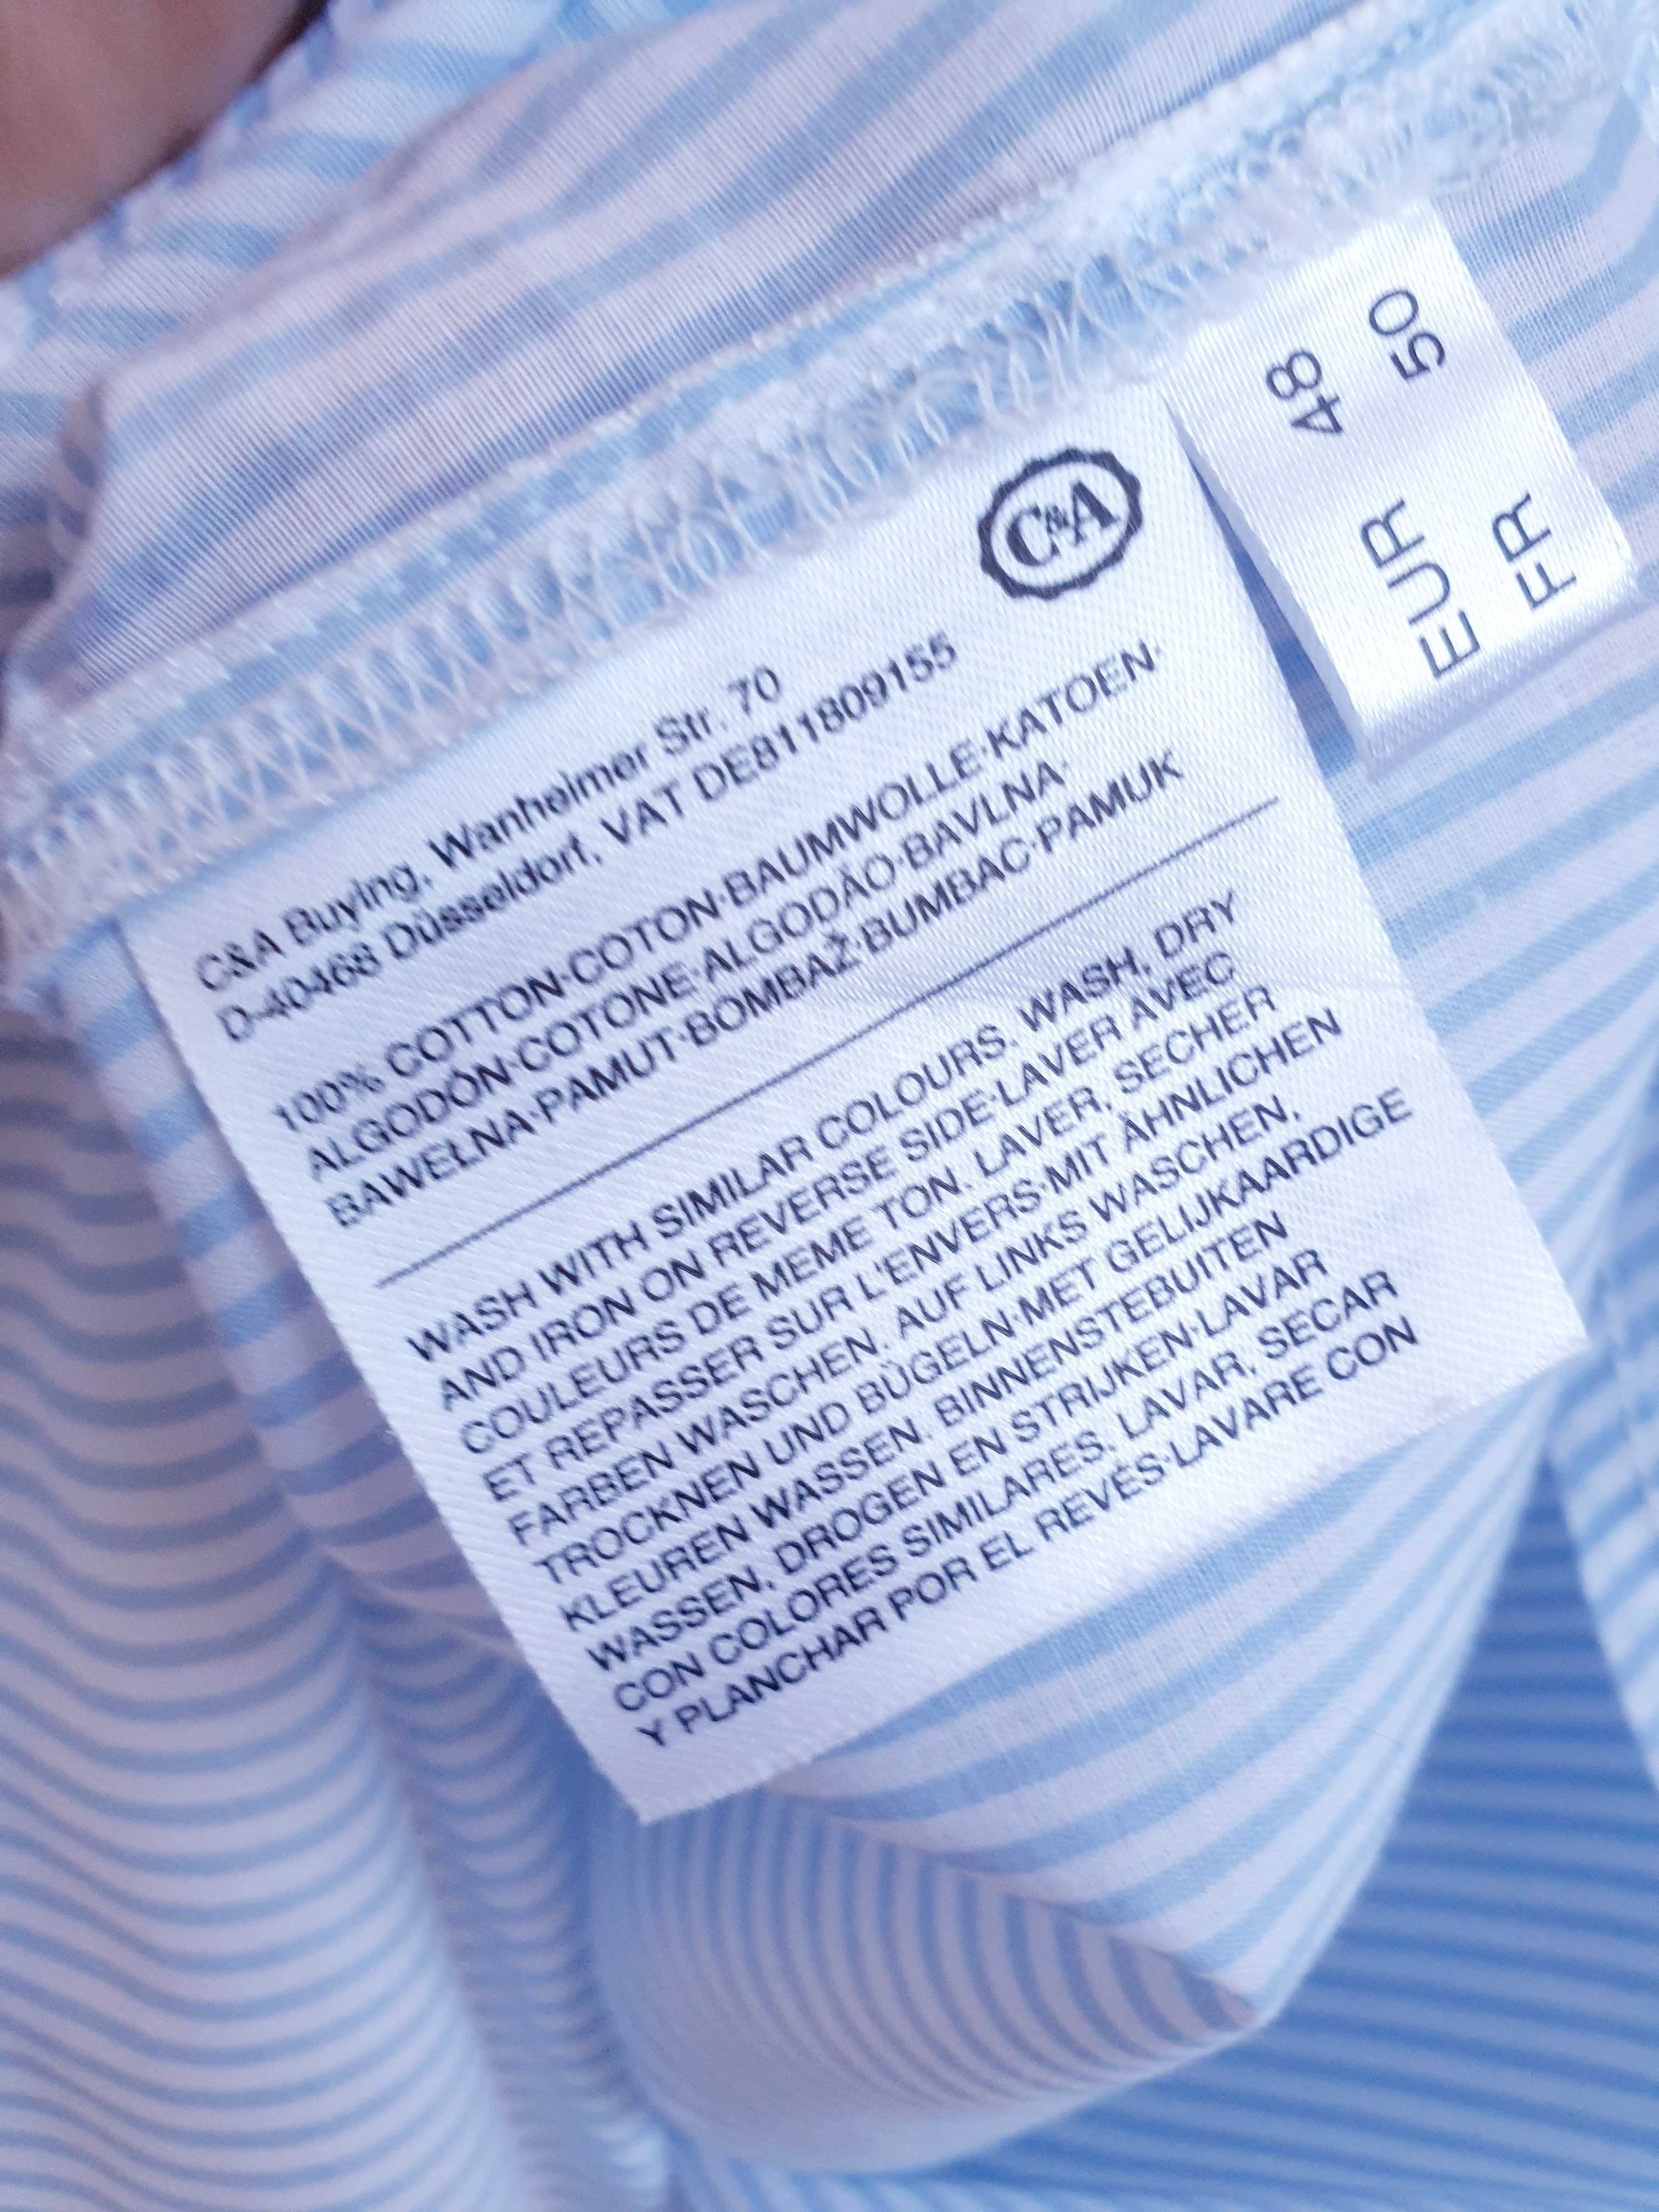 C&A
C&A Buying, Wanheimer Str. 70
D-40468 Düsseldorf, VAT DE811809155
100% COTTON·COTON·BAUMWOLLE·KATOEN·
ALGODÓN·COTONE·ALGODÃO·BAVLNA·
BAWEŁNA·PAMUT·BOMBAŽ·BUMBAC·PAMUK
WASH WITH SIMILAR COLOURS. WASH, DRY
AND IRON ON REVERSE SIDE·LAVER AVEC
COULEURS DE MEME TON. LAVER, SECHER
ET REPASSER SUR L'ENVERS·MIT ÄHNLICHEN
FARBEN WASCHEN. AUF LINKS WASCHEN,
TROCKNEN UND BÜGELN·MET GELIJKAARDIGE
KLEUREN WASSEN. BINNENSTEBUITEN
WASSEN, DROGEN EN STRIJKEN·LAVAR
CON COLORES SIMILARES. LAVAR, SECAR
Y PLANCHAR POR EL REVÉS·LAVARE CON
EUR 48
FR 50